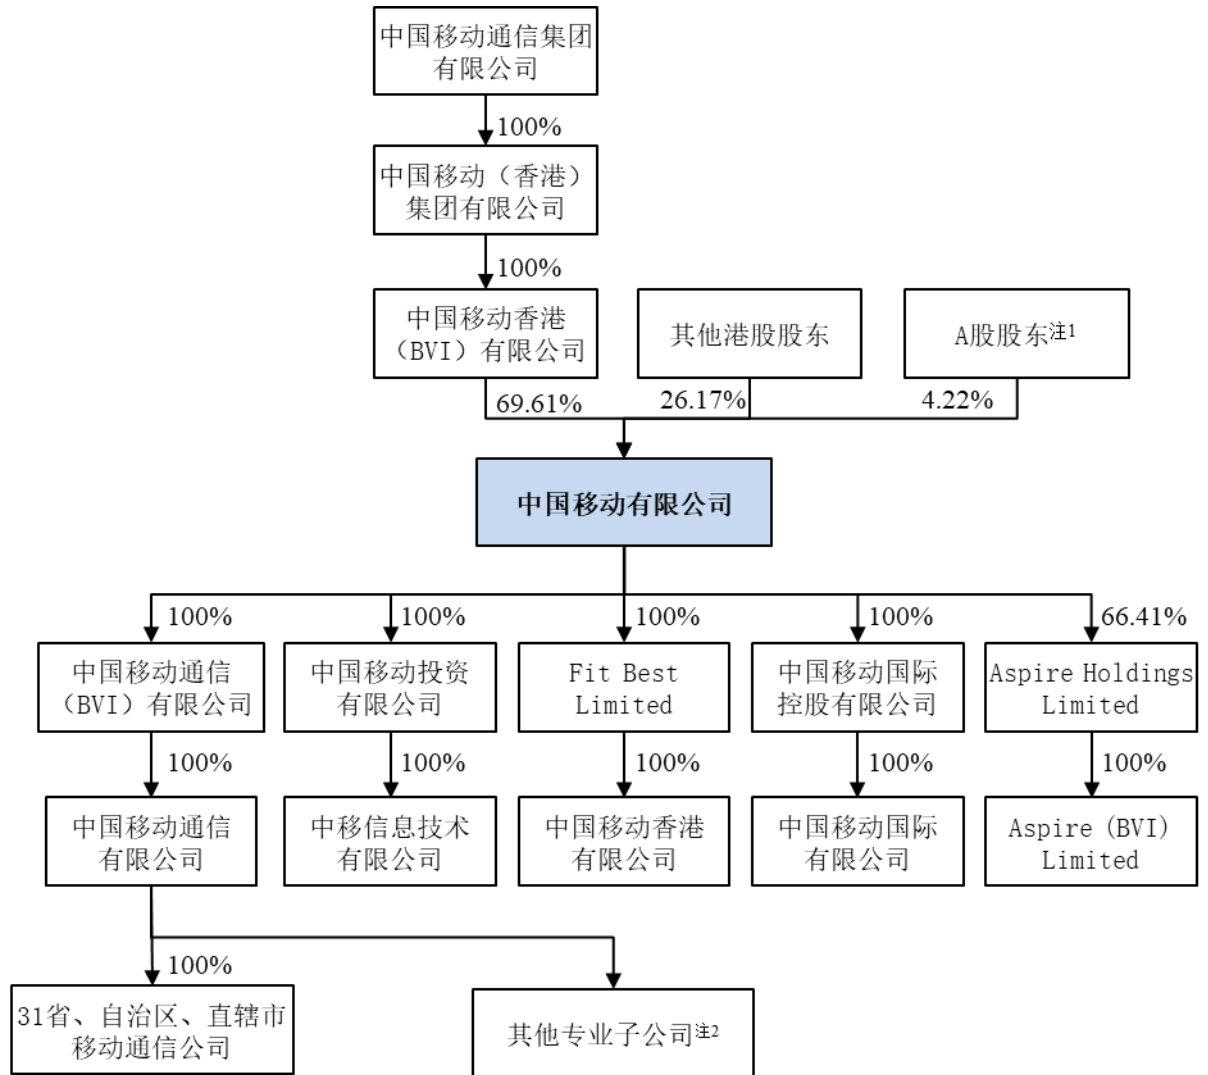 中国移动通信集团
有限公司
100%
中国移动（香港）
集团有限公司
100%
中国移动香港
（BVI）有限公司
其他港股股东
A股股东注1
69.61%
26.17%
4.22%
中国移动有限公司
100%
100%
100%
100%
66.41%
中国移动通信
（BVI）有限公司
中国移动投资
有限公司
Fit Best
Limited
中国移动国际
控股有限公司
Aspire Holdings
Limited
100%
100%
100%
100%
100%
中国移动通信
有限公司
中移信息技术
有限公司
中国移动香港
有限公司
中国移动国际
有限公司
Aspire (BVI)
Limited
100%
31省、自治区、直辖市
移动通信公司
其他专业子公司注2